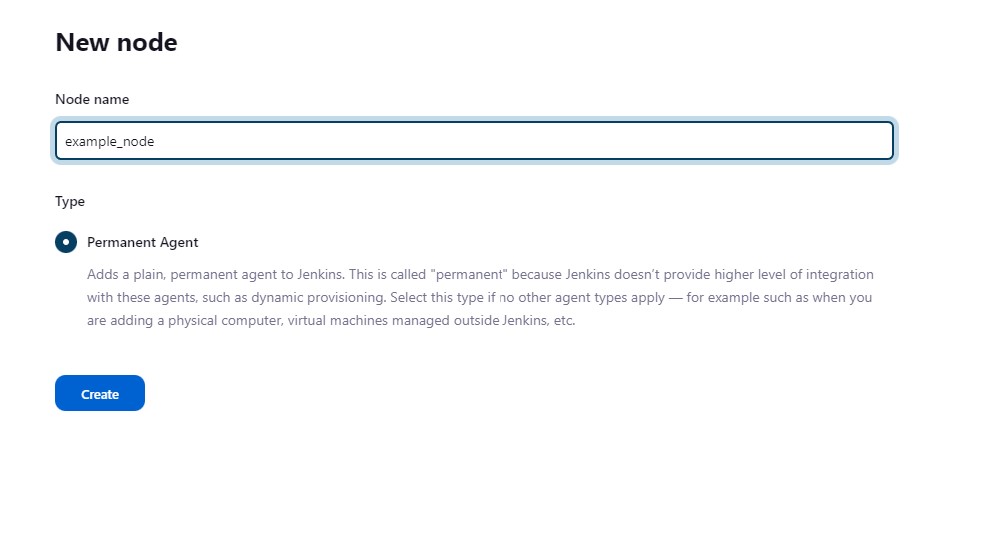 New node
Node name
example_node
Type
Permanent Agent
Adds a plain, permanent agent to Jenkins. This is called "permanent" because Jenkins doesn't provide higher level of integration
with these agents, such as dynamic provisioning. Select this type if no other agent types apply — for example such as when you
are adding a physical computer, virtual machines managed outside Jenkins, etc.
Create